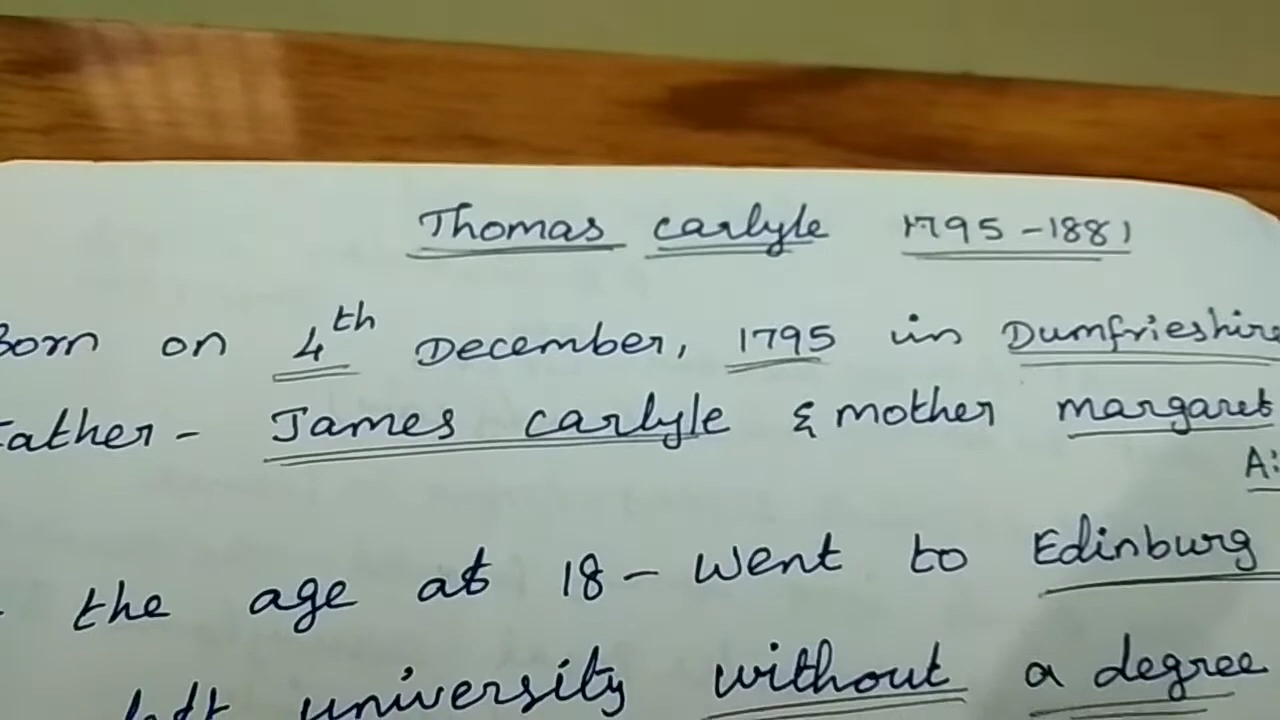 Thomas carlyle 1795-1881
Born on 4th December, 1795 in Dumfrieshire
Father - James carlyle & mother margaret
A:
the age at 18 - went to Edinburg
left university without a degree